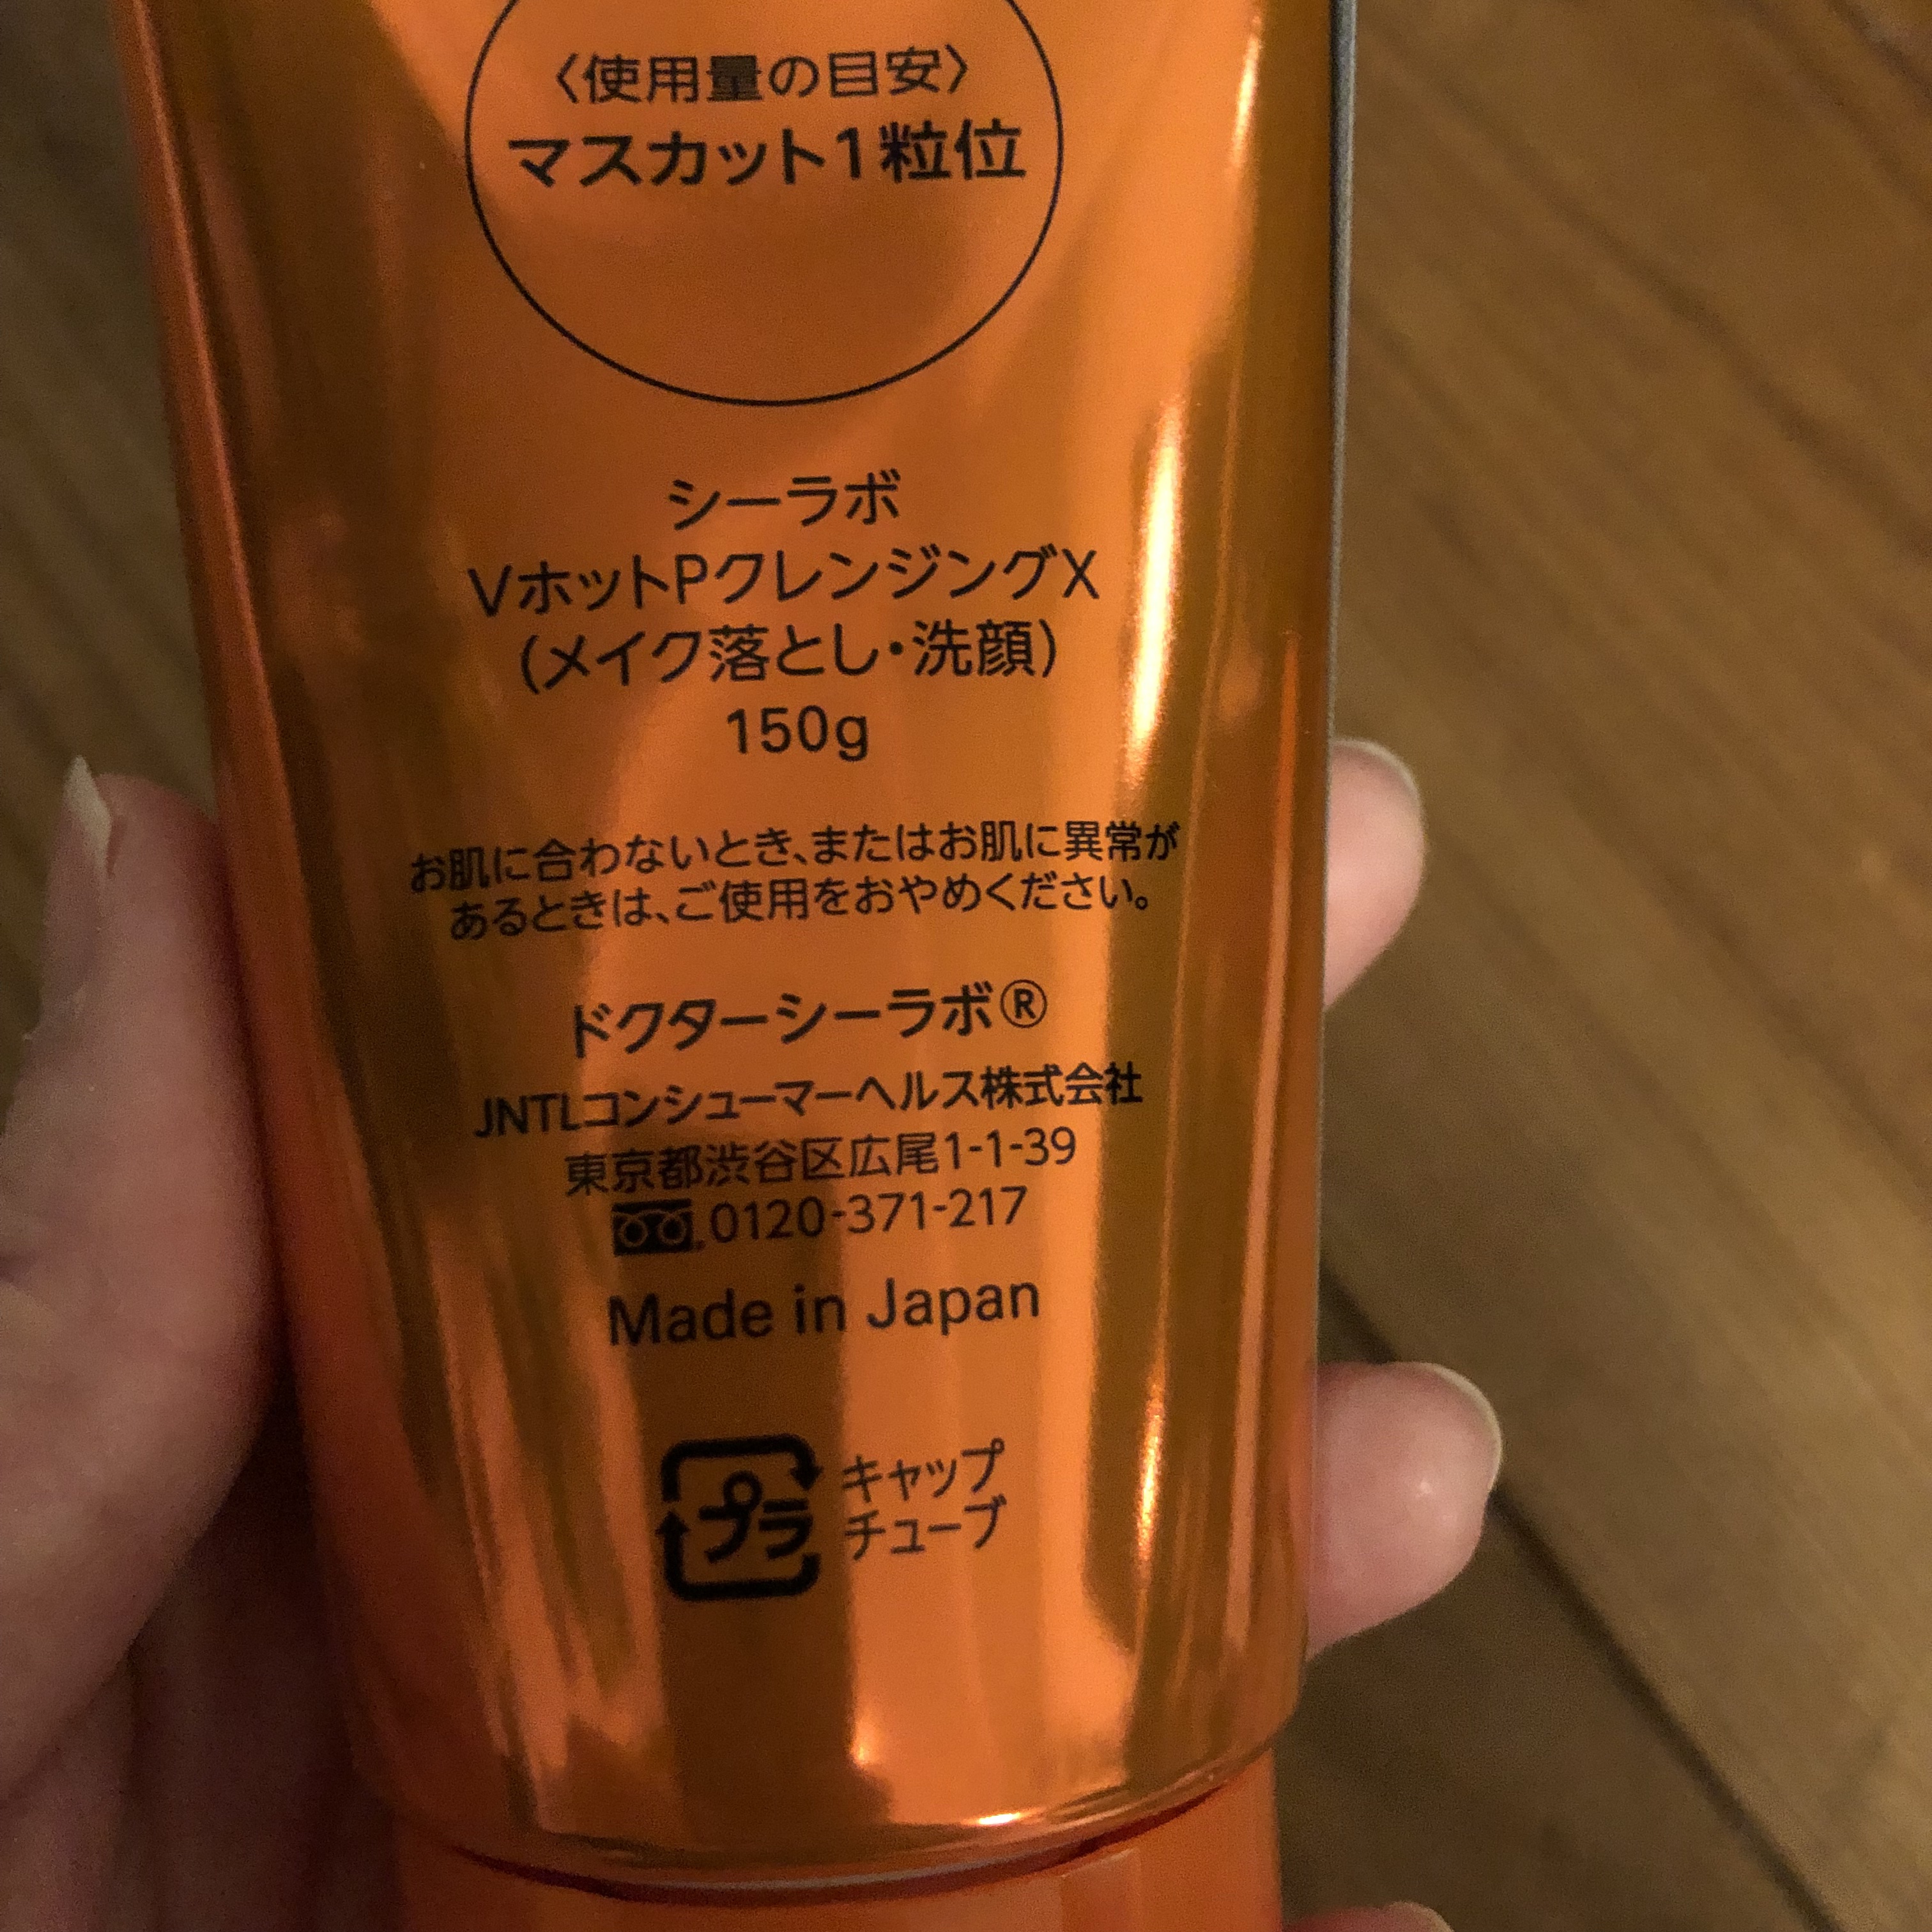 〈使用量の目安〉
マスカット1粒位
シーラボ
VホットPクレンジングX
(メイク落とし・洗顔)
150g
お肌に合わないとき、またはお肌に異常が
あるときは、ご使用をおやめください。
ドクターシーラボ®
JNTLコンシューマーヘルス株式会社
東京都渋谷区広尾1-1-39
0120-371-217
Made in Japan
プラ キャップ
チューブ